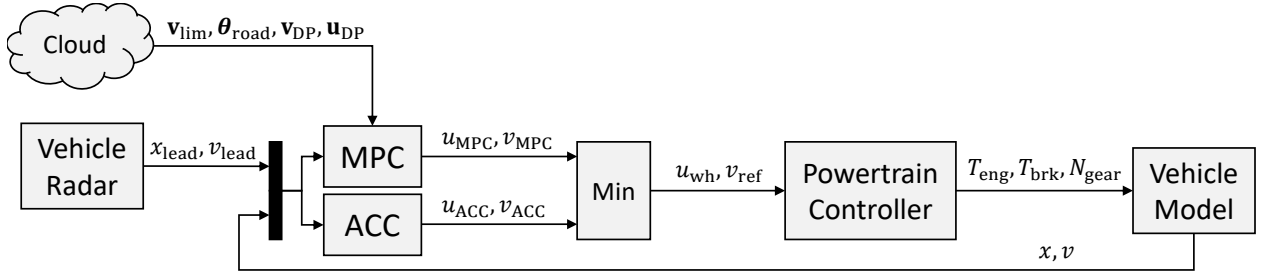 𝐯_lim, 𝛉_road, 𝐯_DP, 𝐮_DP
Cloud
Vehicle
Radar
x_lead, v_lead
MPC
ACC
u_MPC, v_MPC
u_ACC, v_ACC
Min
u_wh, v_ref
Powertrain
Controller
T_eng, T_brk, N_gear
Vehicle
Model
x, v